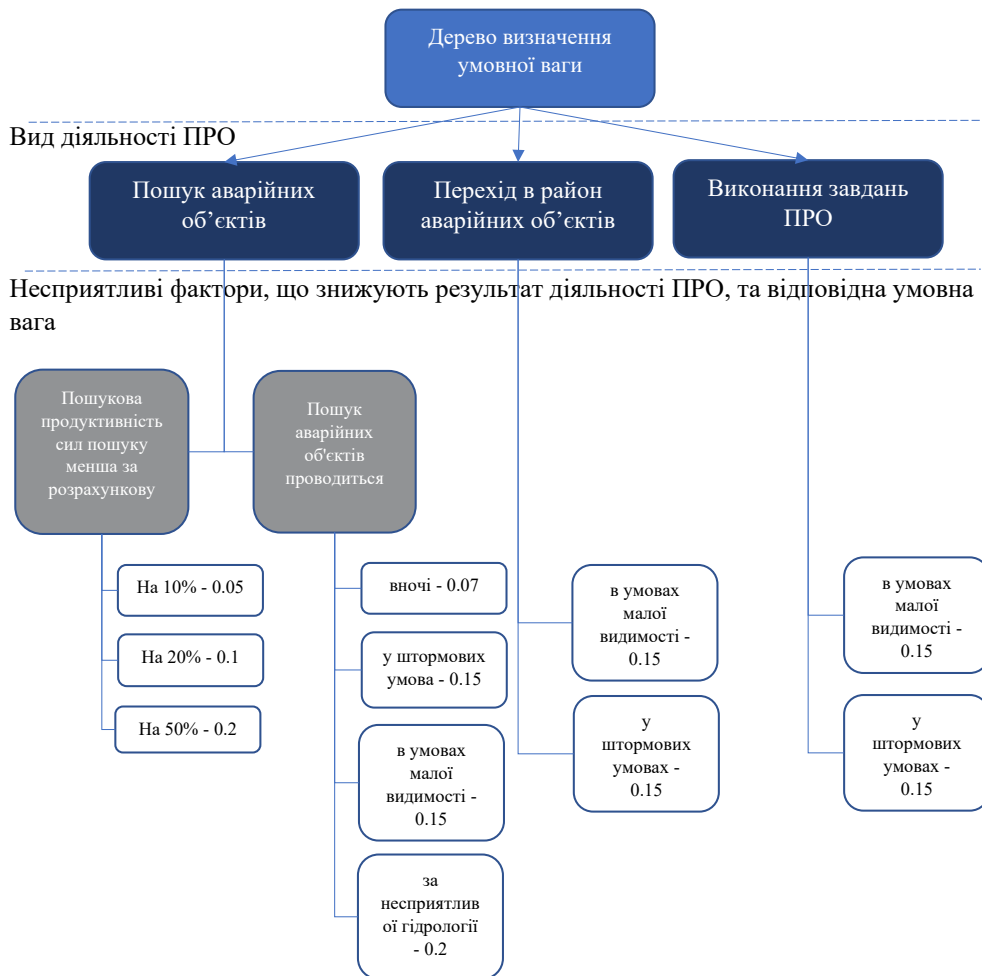 Дерево визначення
умовної ваги
Вид діяльності ПРО
Пошук аварійних
об’єктів
Перехід в район
аварійних об’єктів
Виконання завдань
ПРО
Несприятливі фактори, що знижують результат діяльності ПРО, та відповідна умовна
вага
Пошукова
продуктивність
сил пошуку
менша за
розрахункову
Пошук
аварійних
об'єктів
проводиться
На 10% - 0.05
На 20% - 0.1
На 50% - 0.2
вночі - 0.07
у штормових
умова - 0.15
в умовах
малої
видимості -
0.15
за
несприятлив
ої гідрології
- 0.2
в умовах
малої
видимості -
0.15
у
штормових
умовах -
0.15
в умовах
малої
видимості -
0.15
у
штормових
умовах -
0.15